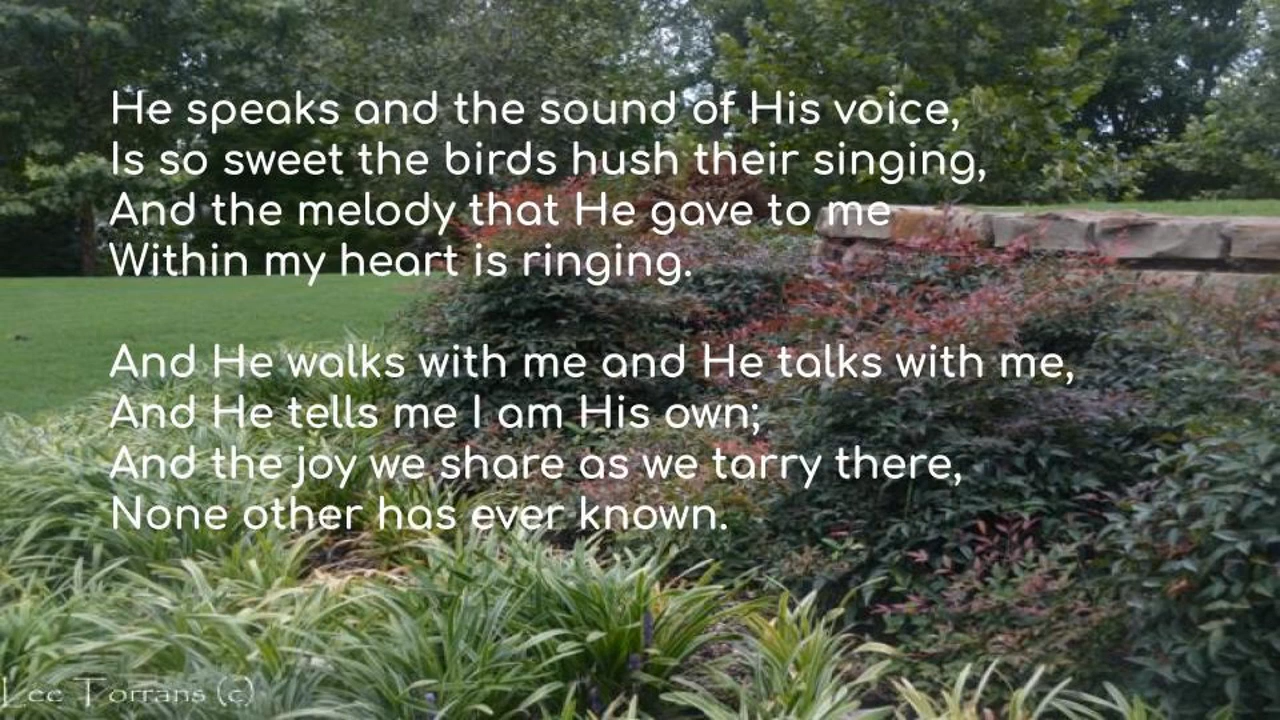 He speaks and the sound of His voice,
Is so sweet the birds hush their singing,
And the melody that He gave to me
Within my heart is ringing.
And He walks with me and He talks with me,
And He tells me I am His own;
And the joy we share as we tarry there,
None other has ever known.
Lee Torrans (c)